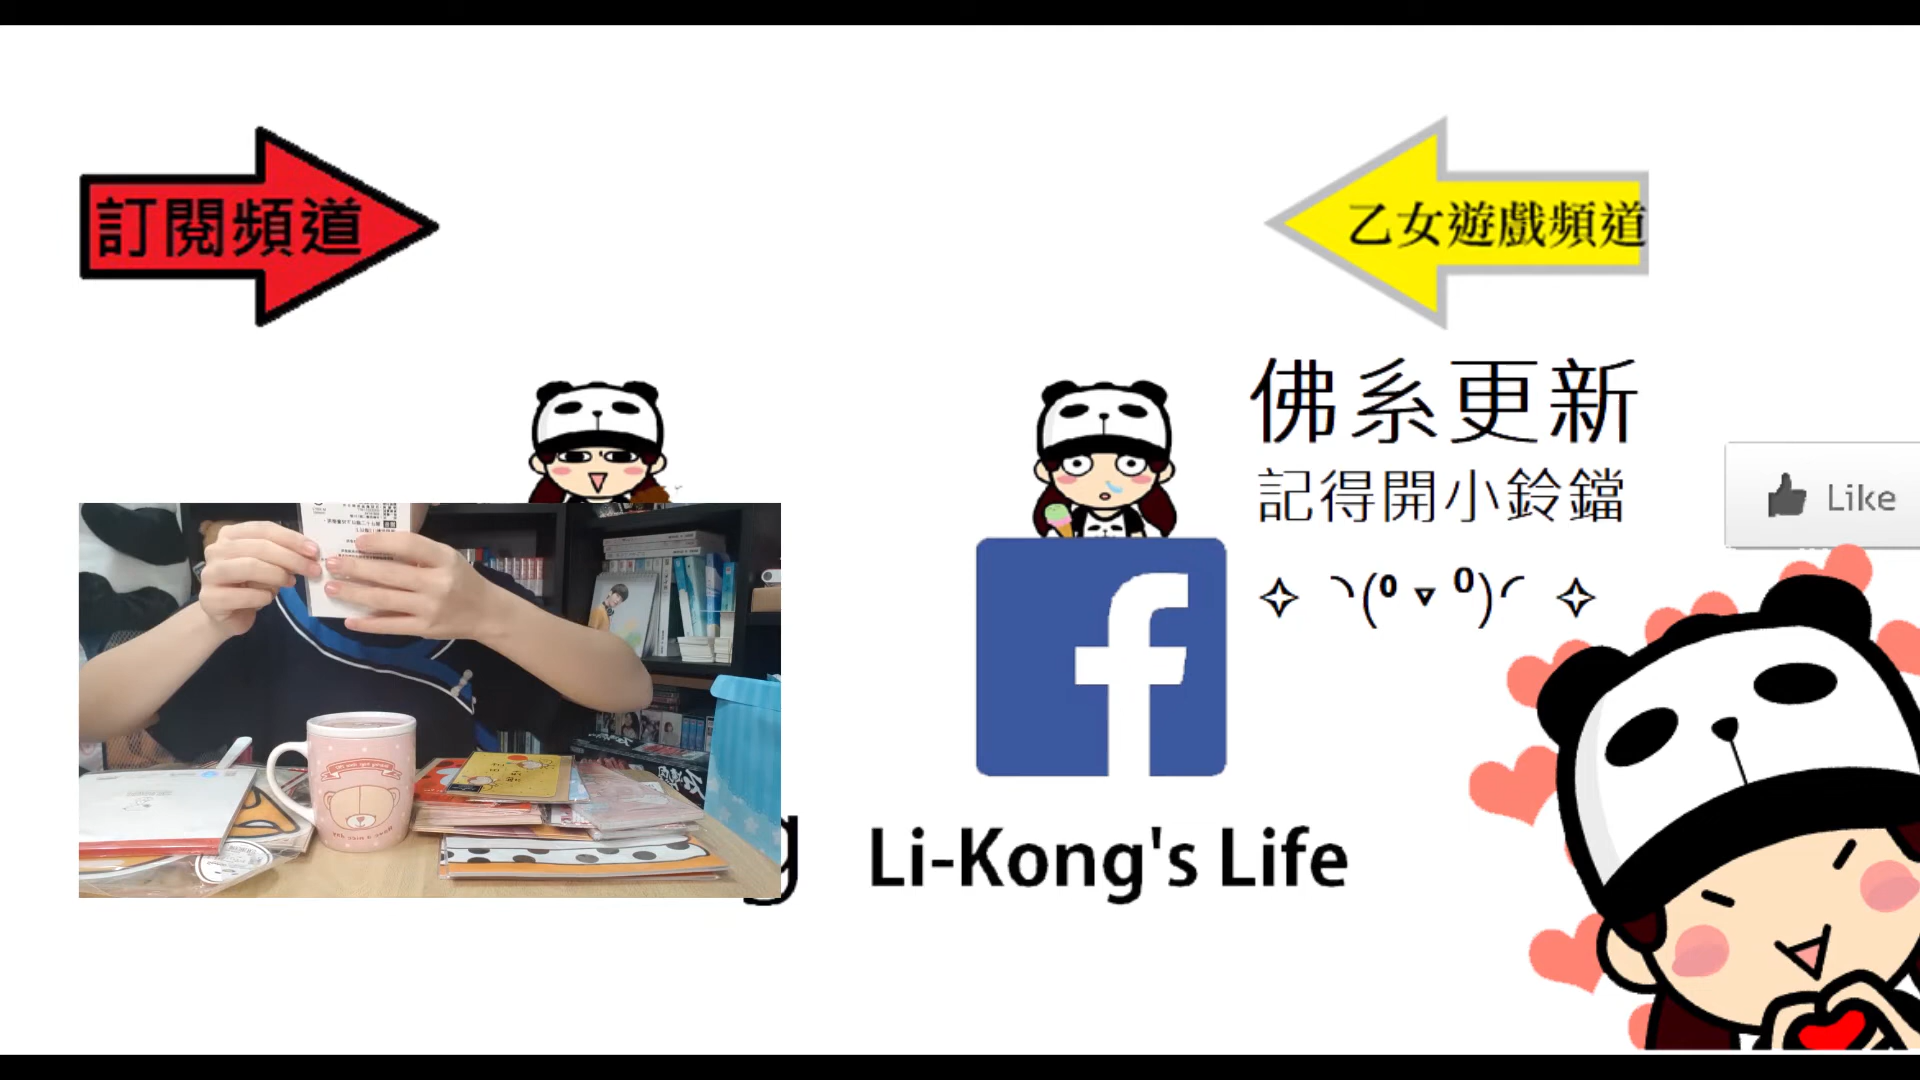 訂閱頻道
乙女遊戲頻道
佛系更新
記得開小鈴鐺
✧ ◝(⁰▿⁰)◜ ✧
Like
g
Li-Kong's Life